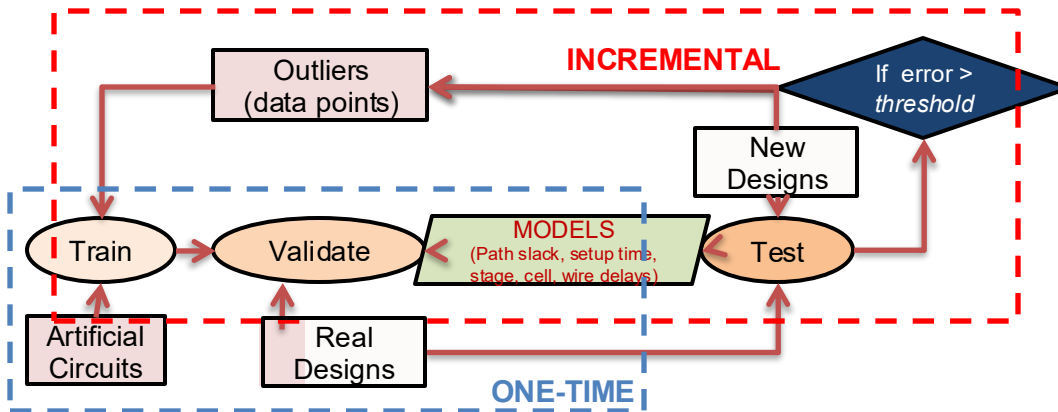 Outliers
(data points)
INCREMENTAL
If error >
threshold
New
Designs
Train
Validate
MODELS
(Path slack, setup time,
stage, cell, wire delays)
Test
Artificial
Circuits
Real
Designs
ONE-TIME